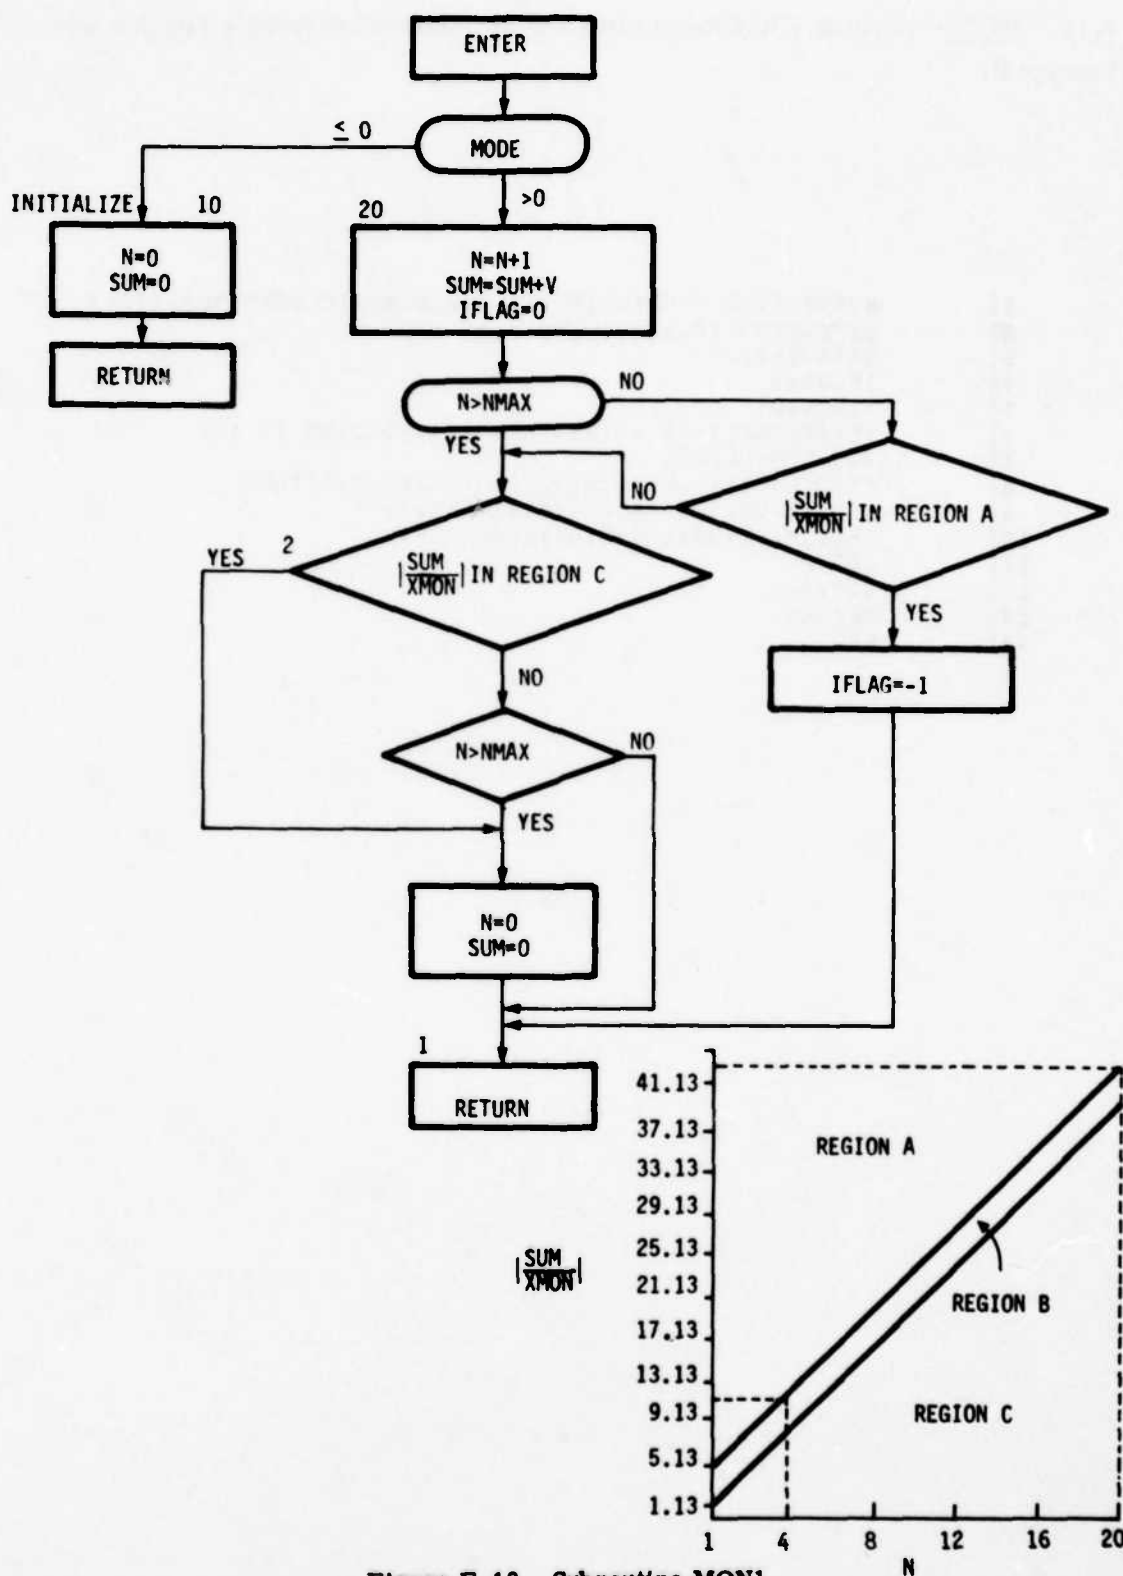 ENTER
≤ 0
MODE
>0
INITIALIZE
10
20
N=0
SUM=0
N=N+1
SUM=SUM+V
IFLAG=0
RETURN
N>NMAX
NO
YES
NO
|SUM/XMON| IN REGION A
YES
2
|SUM/XMON| IN REGION C
YES
NO
IFLAG=-1
N>NMAX
NO
YES
N=0
SUM=0
1
RETURN
41.13
37.13
33.13
29.13
25.13
21.13
17.13
13.13
9.13
5.13
1.13
REGION A
REGION B
REGION C
|SUM/XMON|
1 4 8 12 16 20
N
Subroutine MON1